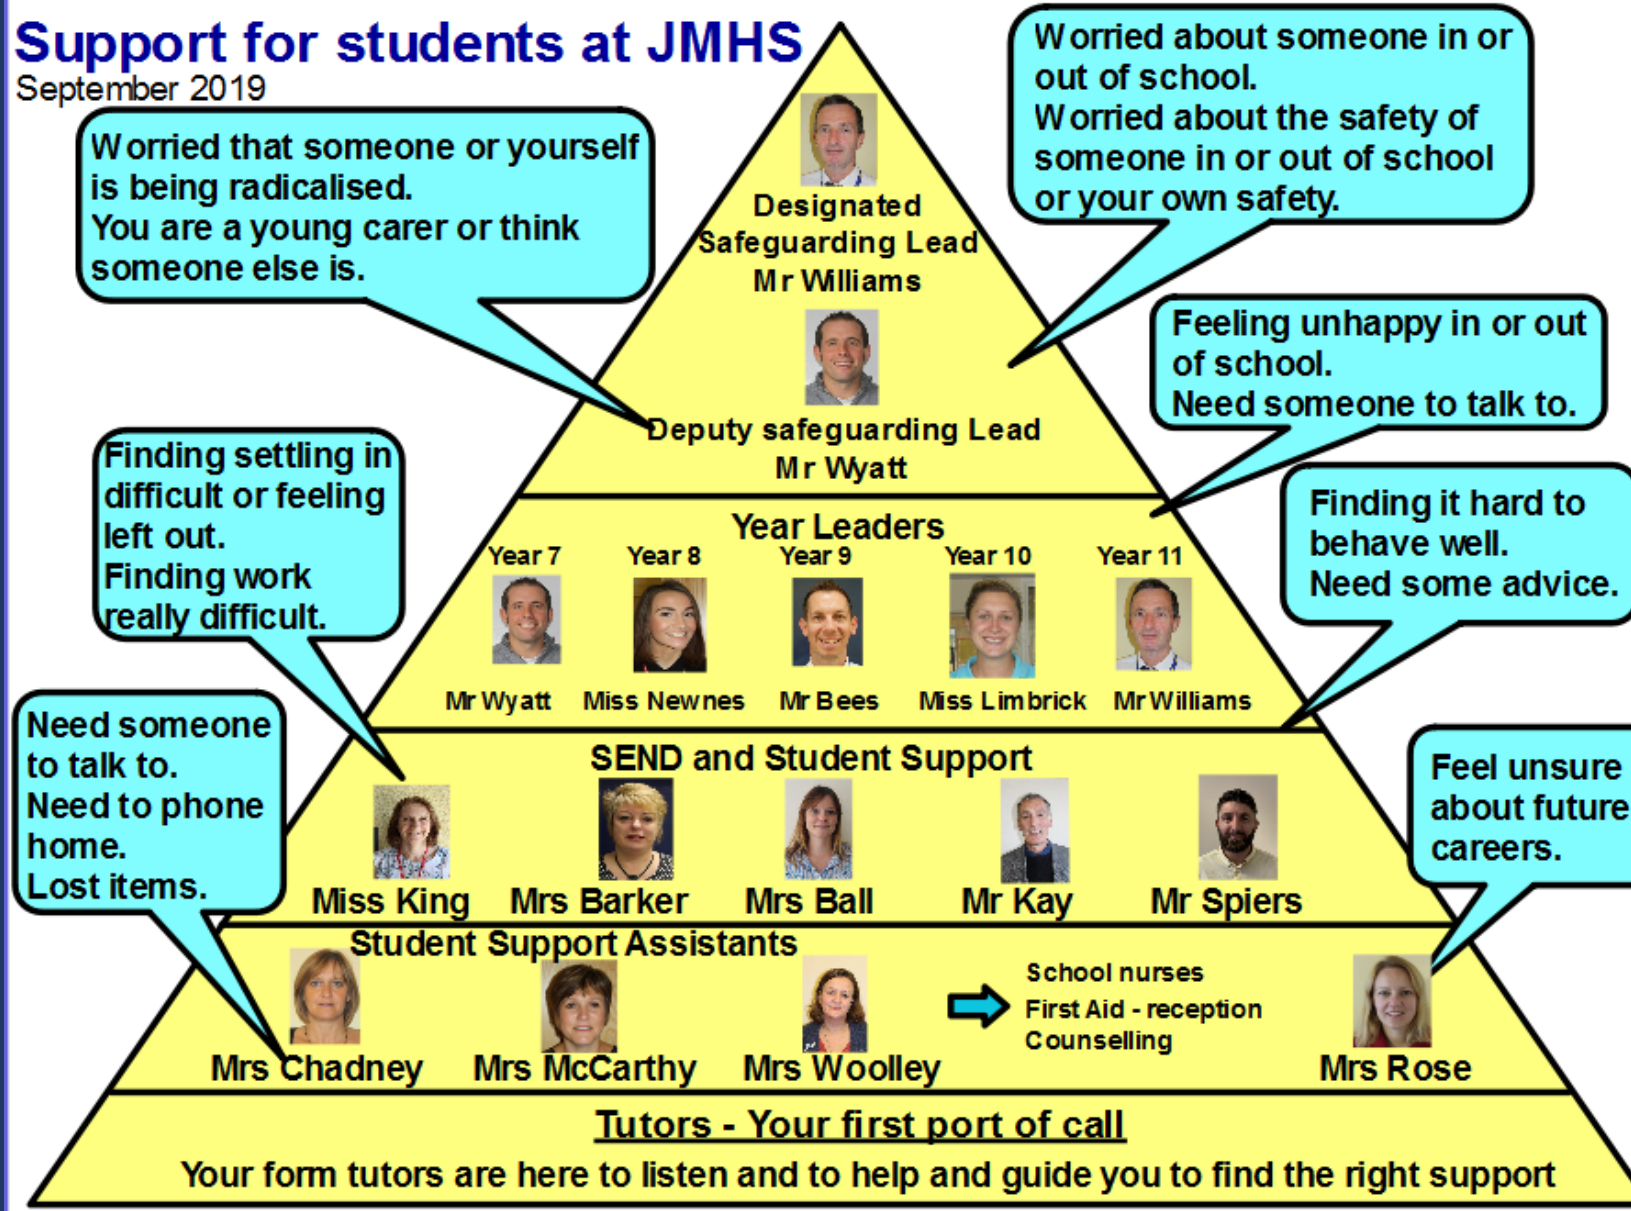 Support for students at JMHS
September 2019
Worried that someone or yourself
is being radicalised.
You are a young carer or think
someone else is.
Worried about someone in or
out of school.
Worried about the safety of
someone in or out of school
or your own safety.
Designated
Safeguarding Lead
Mr Williams
Deputy safeguarding Lead
Mr Wyatt
Feeling unhappy in or out
of school.
Need someone to talk to.
Finding settling in
difficult or feeling
left out.
Finding work
really difficult.
Finding it hard to
behave well.
Need some advice.
Year Leaders
Year 7 Year 8 Year 9 Year 10 Year 11
Mr Wyatt Miss Newnes Mr Bees Miss Limbrick Mr Williams
Need someone
to talk to.
Need to phone
home.
Lost items.
SEND and Student Support
Miss King Mrs Barker Mrs Ball Mr Kay Mr Spiers
Feel unsure
about future
careers.
Student Support Assistants
School nurses
First Aid - reception
Counselling
Mrs Chadney Mrs McCarthy Mrs Woolley Mrs Rose
Tutors - Your first port of call
Your form tutors are here to listen and to help and guide you to find the right support